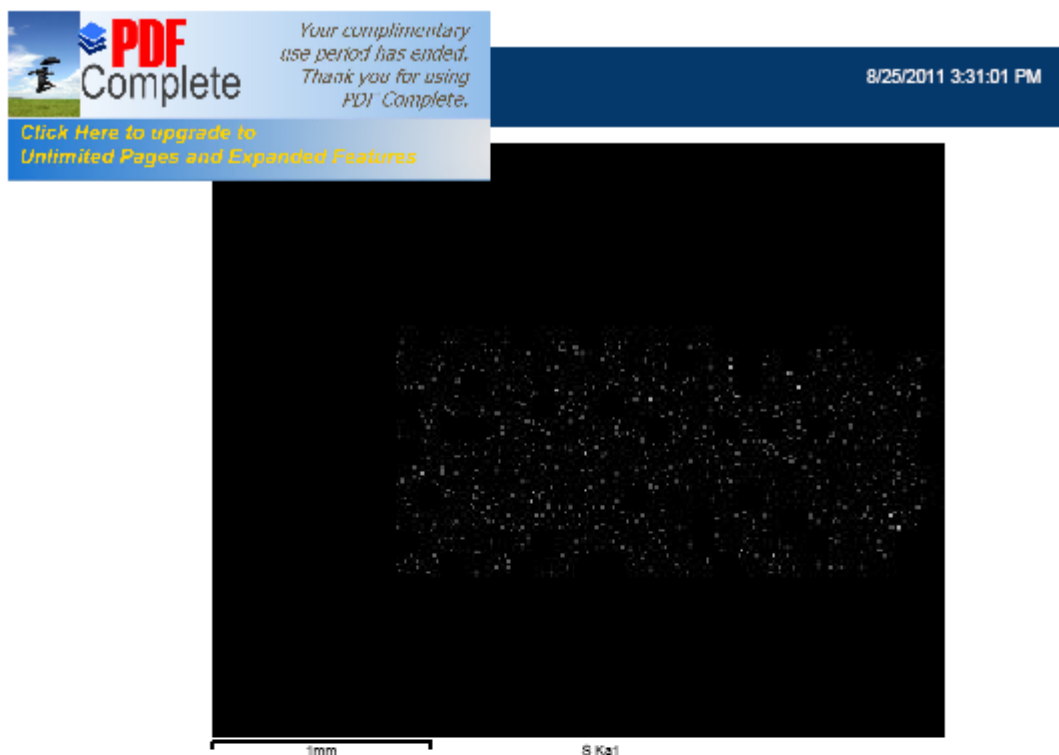 PDF
Complete
Your complimentary
use period has ended.
Thank you for using
PDF Complete.
Click Here to upgrade to
Unlimited Pages and Expanded Features
8/25/2011 3:31:01 PM
1mm
S Ka1